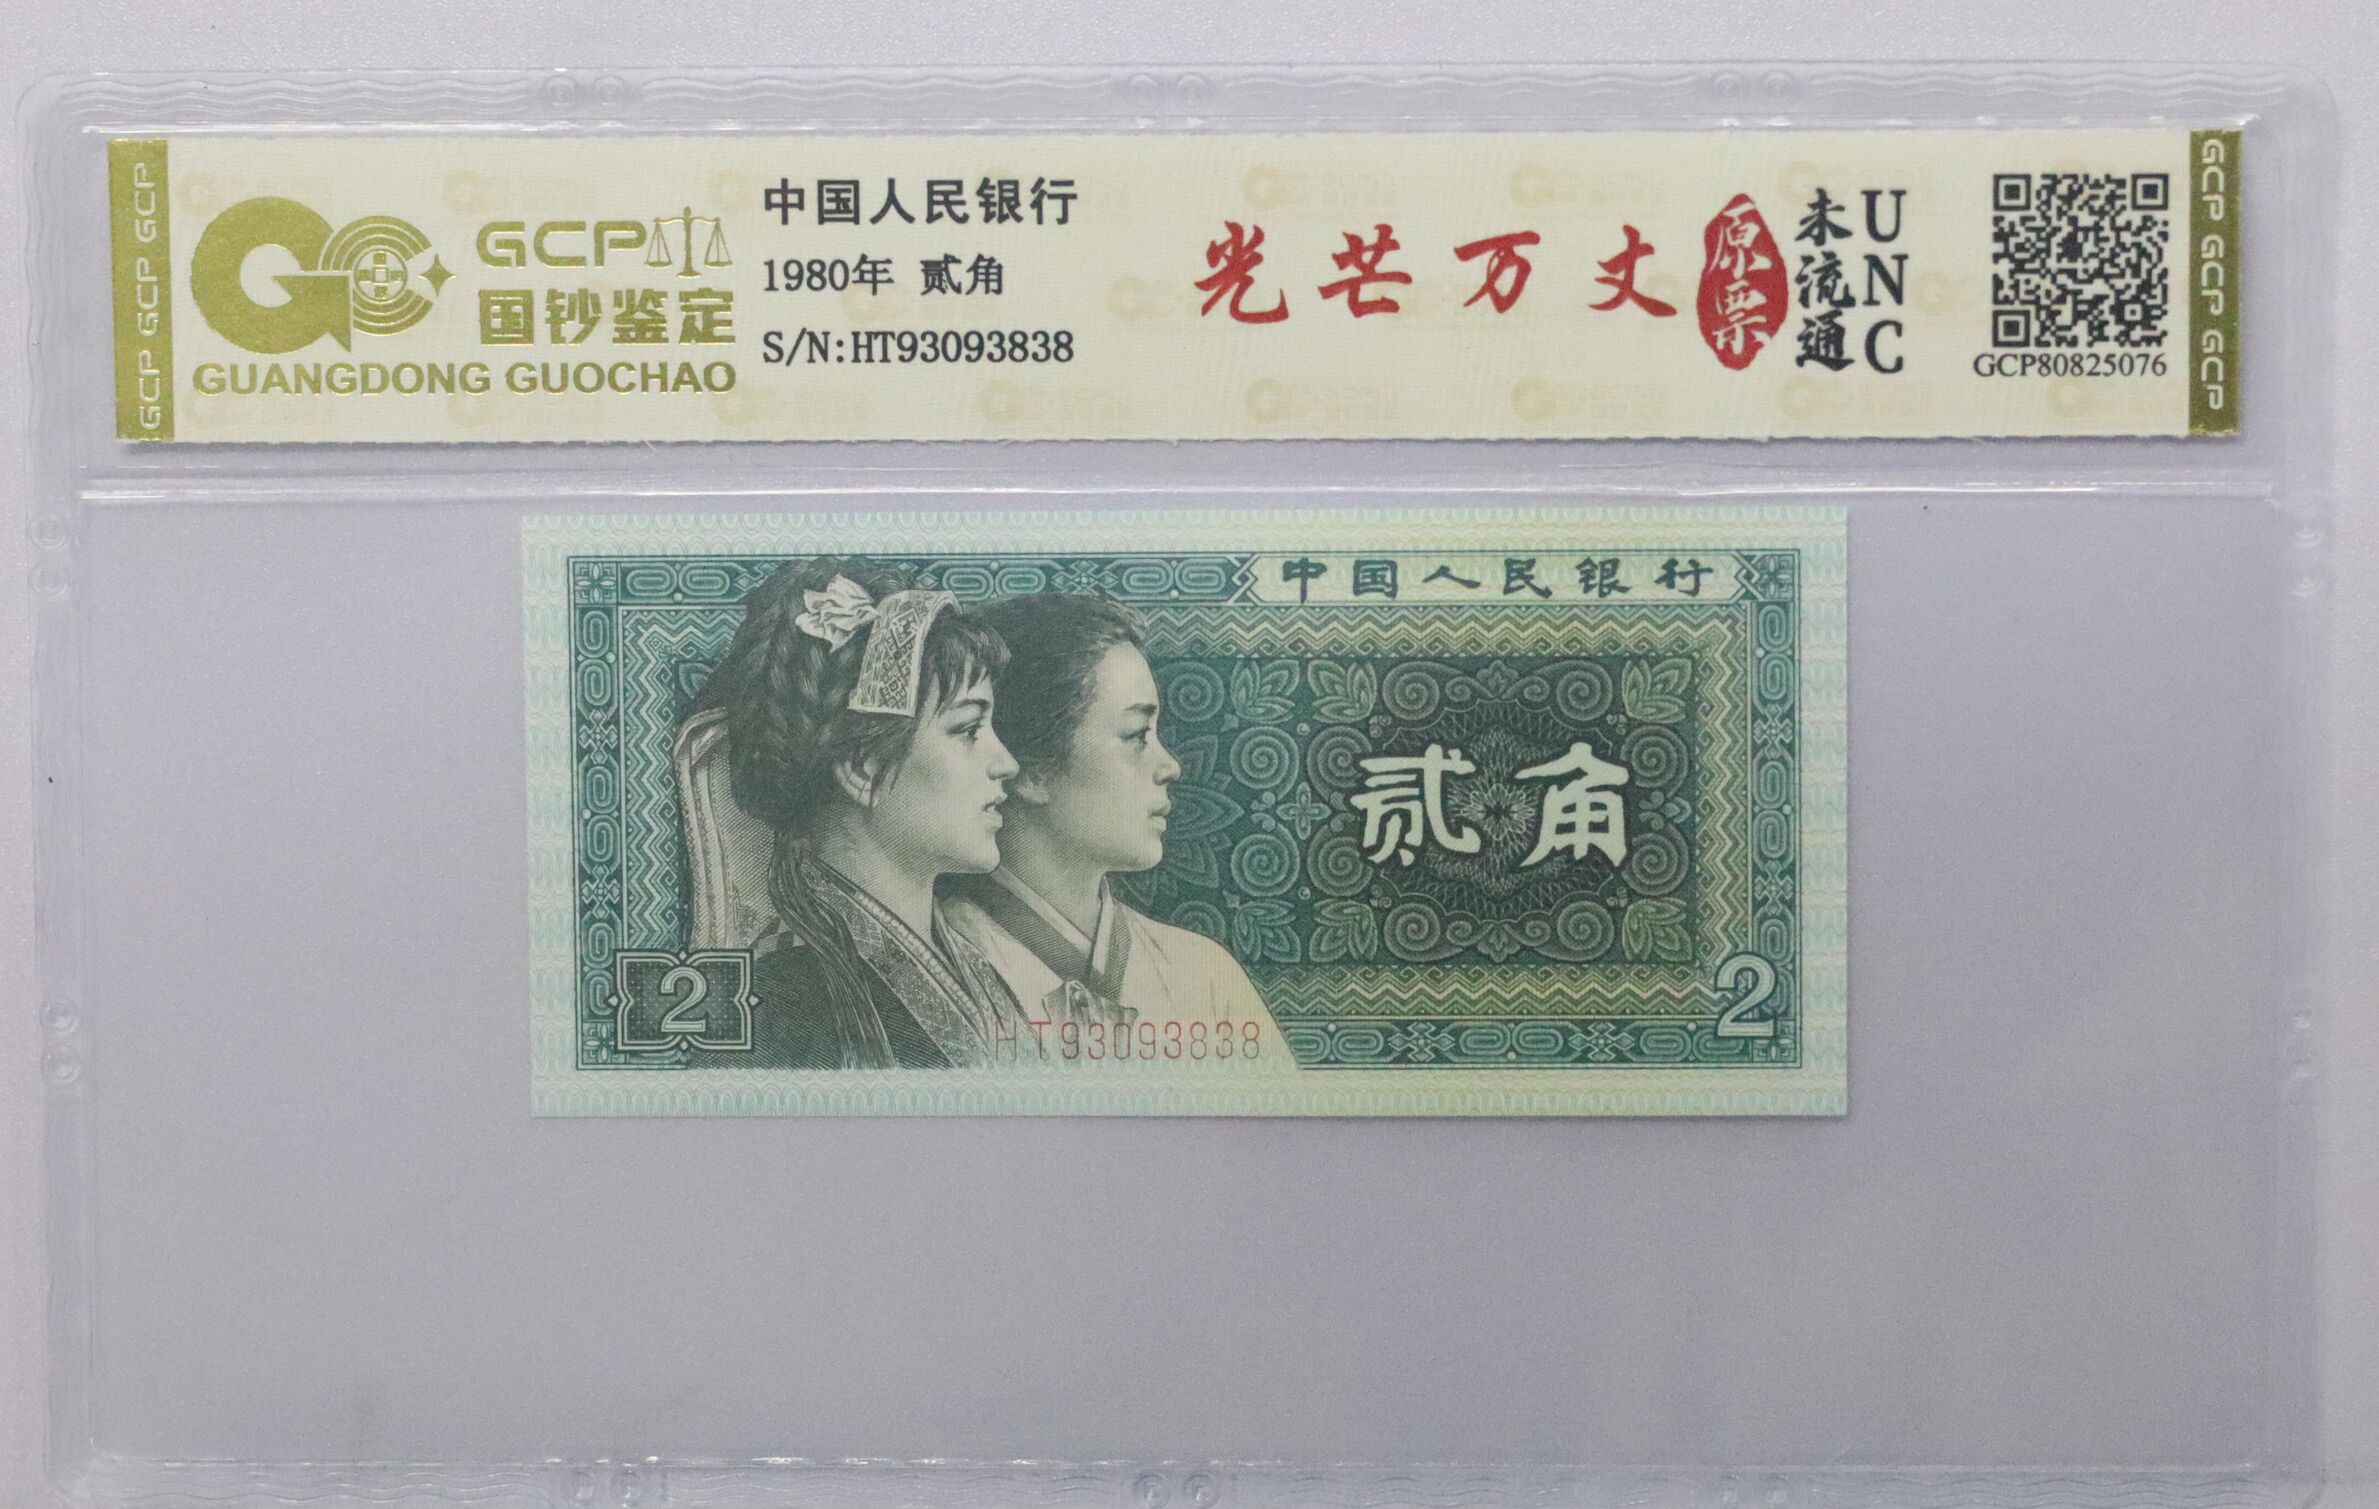 GCP GCP GCP
GCP
国钞鉴定
GUANGDONG GUOCHAO
中国人民银行
1980年 贰角
S/N:HT93093838
光芒万丈
原票
未流通
UNC
GCP80825076
GCP GCP GCP
中国人民银行
贰角
2
2
HT93093838